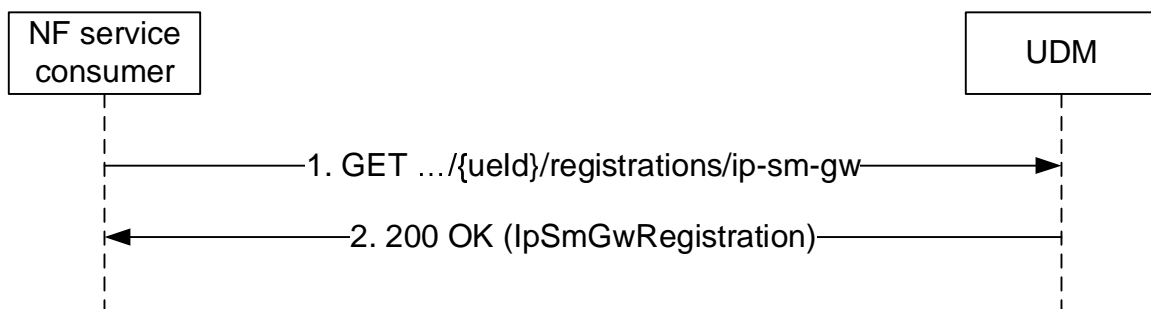 NF service
consumer
UDM
1. GET …/{ueId}/registrations/ip-sm-gw
2. 200 OK (IpSmGwRegistration)